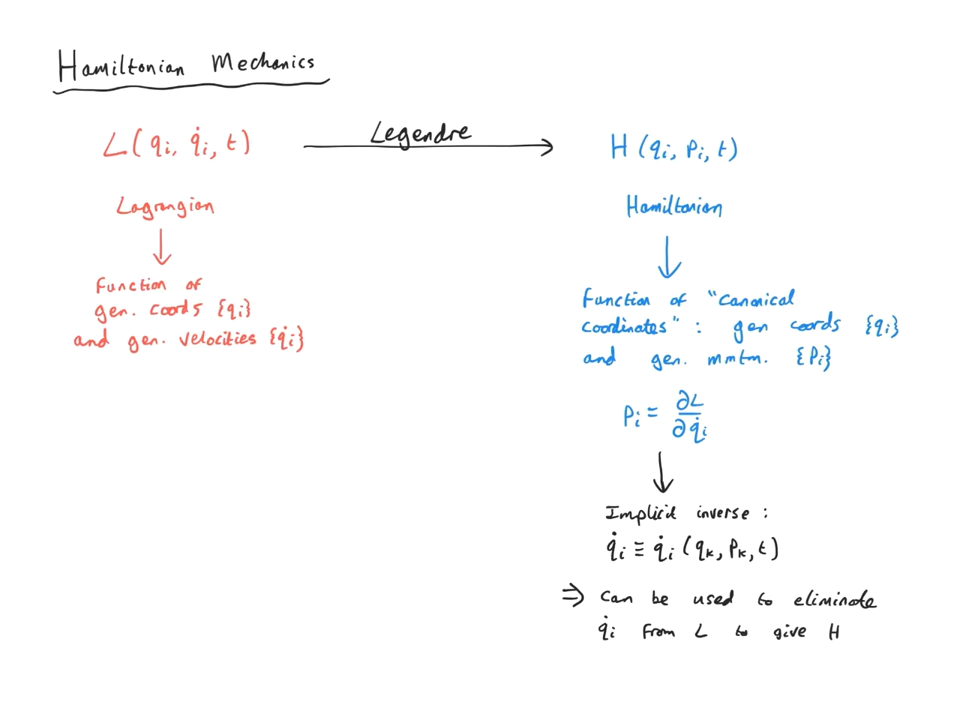 Hamiltonian Mechanics
L(qi, q̇i, t)
Legendre
H(qi, pi, t)
Lagrangian
Function of
gen. coords {qi}
and gen. velocities {q̇i}
Hamiltonian
Function of "canonical
coordinates" : gen coords {qi}
and gen. mmtm. {pi}
pi = ∂L/∂q̇i
Implicit inverse :
q̇i ≡ q̇i (qk, pk, t)
⇒ Can be used to eliminate
q̇i from L to give H